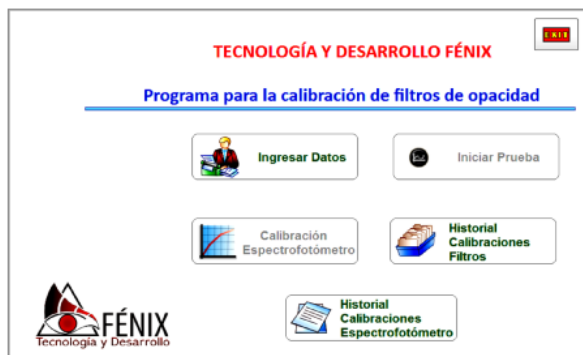 EXIT
TECNOLOGÍA Y DESARROLLO FÉNIX
Programa para la calibración de filtros de opacidad
Ingresar Datos
Iniciar Prueba
Calibración
Espectrofotómetro
Historial
Calibraciones
Filtros
Historial
Calibraciones
Espectrofotómetro
FÉNIX
Tecnología y Desarrollo